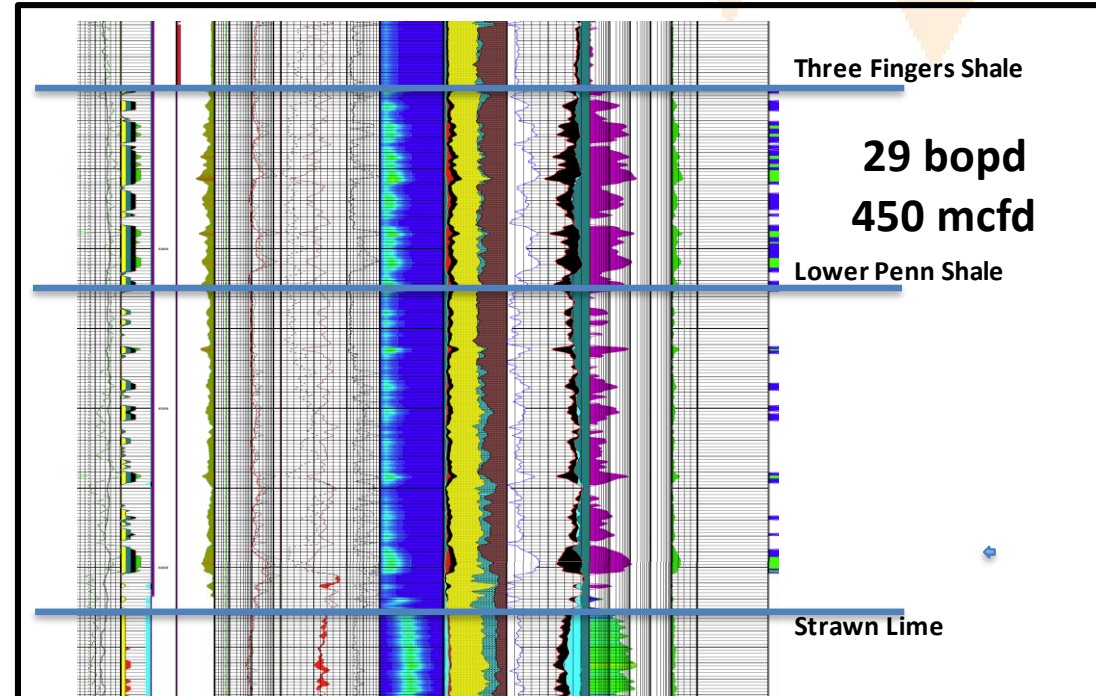 Three Fingers Shale
29 bopd
450 mcfd
Lower Penn Shale
Strawn Lime